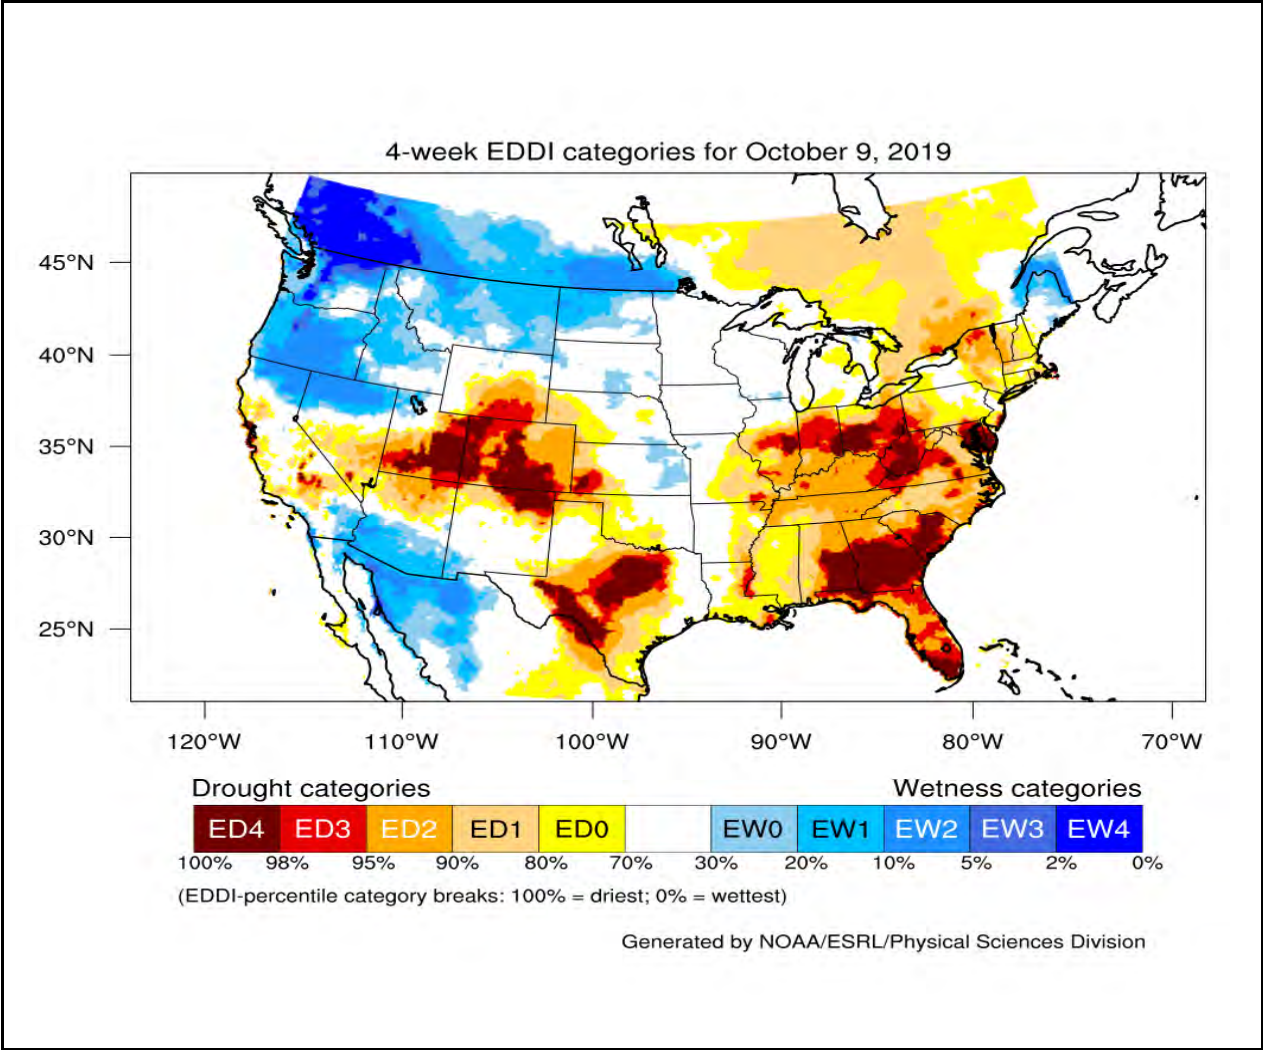 4-week EDDI categories for October 9, 2019
45°N
40°N
35°N
30°N
25°N
120°W 110°W 100°W 90°W 80°W 70°W
Drought categories Wetness categories
ED4 ED3 ED2 ED1 ED0 EW0 EW1 EW2 EW3 EW4
100% 98% 95% 90% 80% 70% 30% 20% 10% 5% 2% 0%
(EDDI-percentile category breaks: 100% = driest; 0% = wettest)
Generated by NOAA/ESRL/Physical Sciences Division